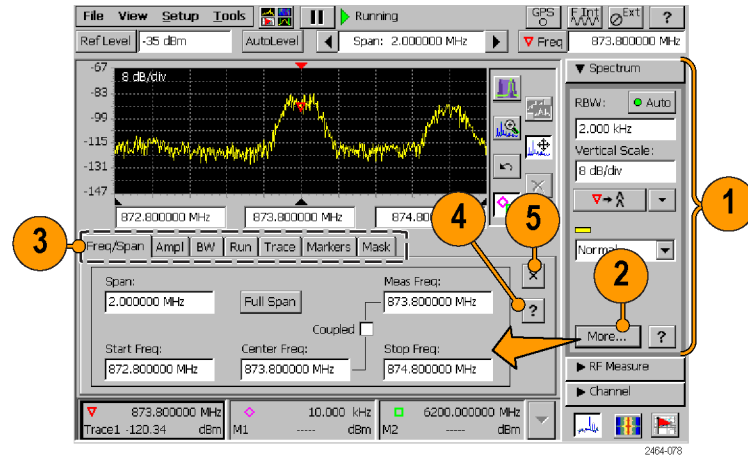 File View Setup Tools Running GPS F Int Ext ?
Ref Level -35 dBm AutoLevel Span: 2.000000 MHz Freq 873.800000 MHz
-67
8 dB/div
-83
-99
-115
-131
-147
872.800000 MHz 873.800000 MHz 874.80
Spectrum
RBW: Auto
2.000 kHz
Vertical Scale:
8 dB/div
Normal
More... ?
RF Measure
Channel
1
2
3
4
5
Freq/Span Ampl BW Run Trace Markers Mask
Span: Meas Freq:
2.000000 MHz Full Span 873.800000 MHz
Coupled
Start Freq: Center Freq: Stop Freq:
872.800000 MHz 873.800000 MHz 874.800000 MHz
?
873.800000 MHz 10.000 kHz 6200.000000 MHz
Trace1 -120.34 dBm M1 ----- dBm M2 ----- dBm
2464-078